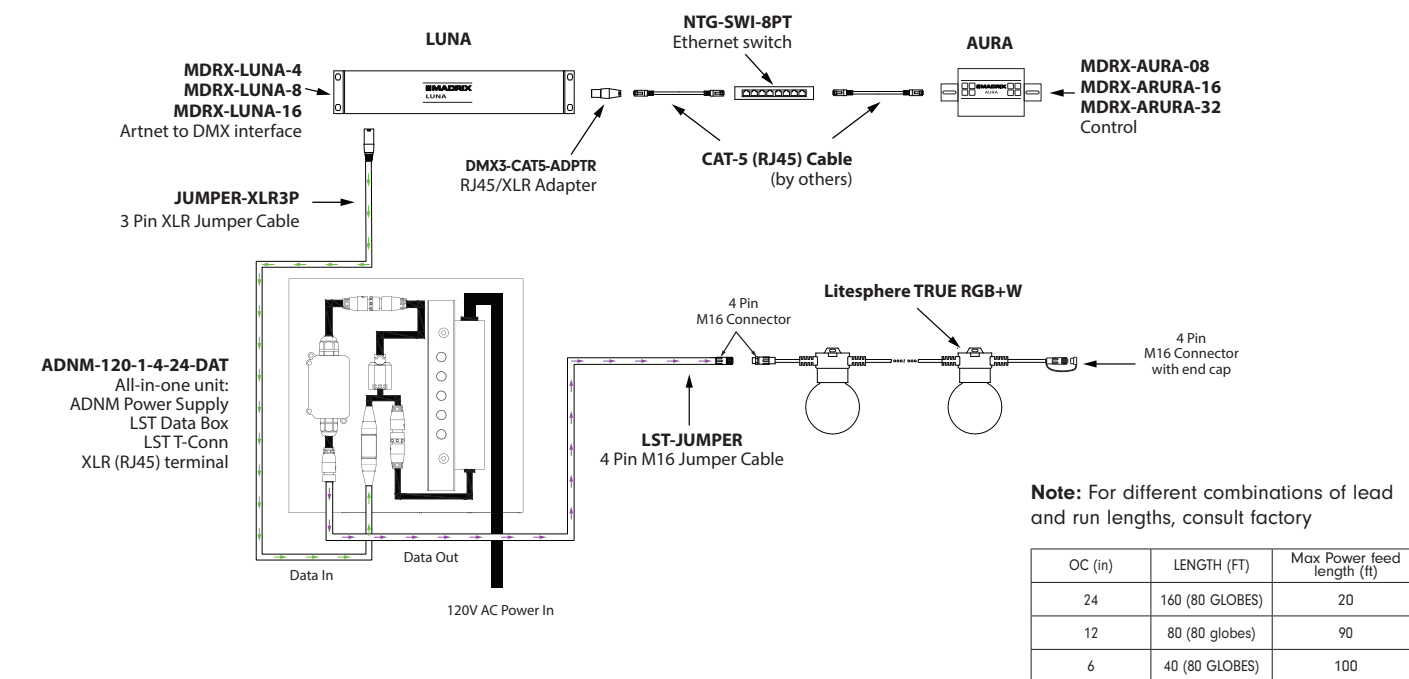 LUNA
MDRX-LUNA-4
MDRX-LUNA-8
MDRX-LUNA-16
Artnet to DMX interface
MADRIX
LUNA
NTG-SWI-8PT
Ethernet switch
AURA
MADRIX
AURA
MDRX-AURA-08
MDRX-ARURA-16
MDRX-ARURA-32
Control
DMX3-CAT5-ADPTR
RJ45/XLR Adapter
CAT-5 (RJ45) Cable
(by others)
JUMPER-XLR3P
3 Pin XLR Jumper Cable
ADNM-120-1-4-24-DAT
All-in-one unit:
ADNM Power Supply
LST Data Box
LST T-Conn
XLR (RJ45) terminal
4 Pin
M16 Connector
Litesphere TRUE RGB+W
4 Pin
M16 Connector
with end cap
LST-JUMPER
4 Pin M16 Jumper Cable
Data In
Data Out
120V AC Power In
Note: For different combinations of lead
and run lengths, consult factory
OC (in) LENGTH (FT) Max Power feed
length (ft)
24 160 (80 GLOBES) 20
12 80 (80 globes) 90
6 40 (80 GLOBES) 100